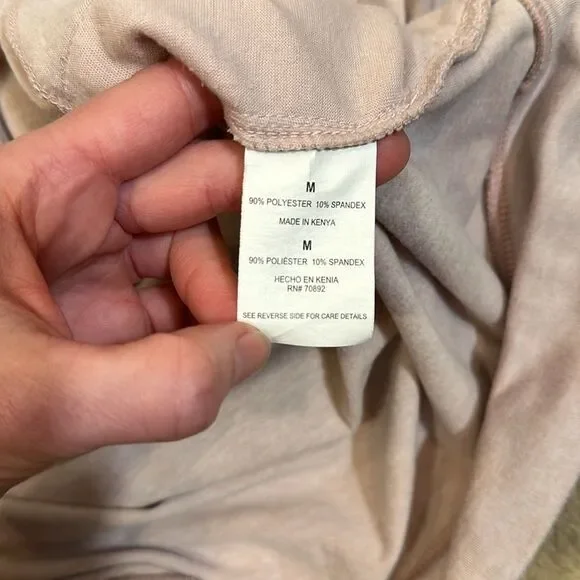 M
90% POLYESTER 10% SPANDEX
MADE IN KENYA
M
90% POLIÉSTER 10% SPANDEX
HECHO EN KENIA
RN# 70892
SEE REVERSE SIDE FOR CARE DETAILS